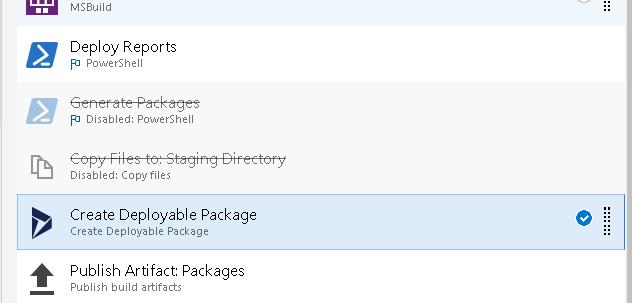 MSBuild
Deploy Reports
PowerShell
Generate Packages
Disabled: PowerShell
Copy Files to: Staging Directory
Disabled: Copy files
Create Deployable Package
Create Deployable Package
Publish Artifact: Packages
Publish build artifacts